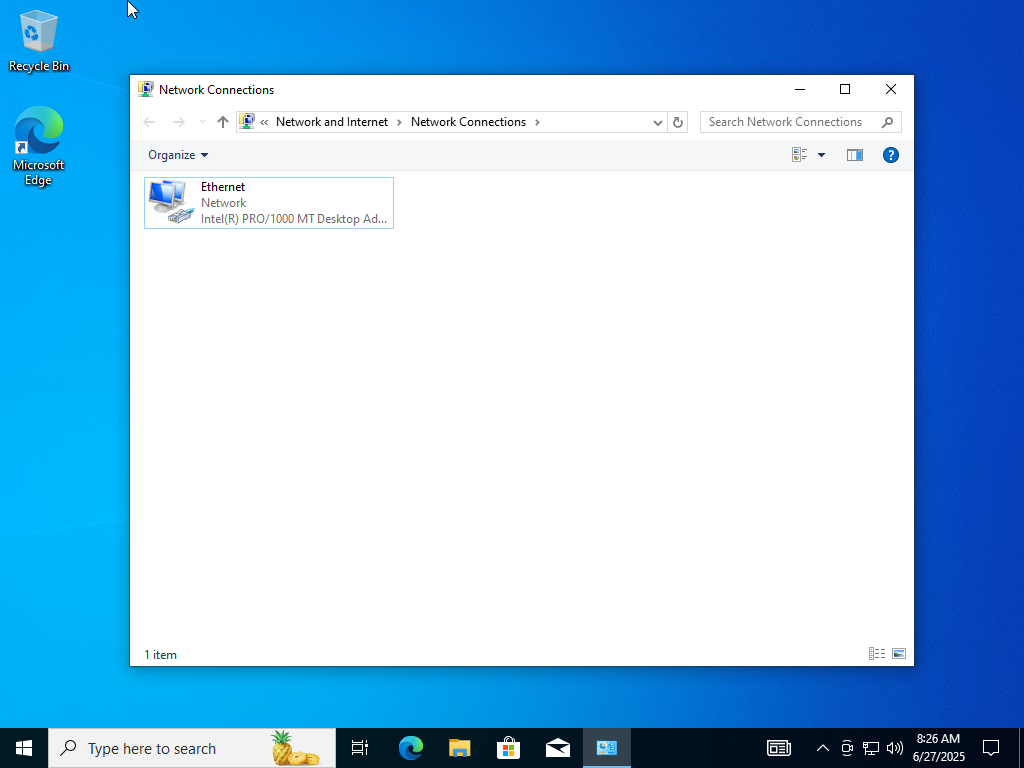 Recycle Bin
Microsoft
Edge
Network Connections
« Network and Internet › Network Connections ›
Search Network Connections
Organize
Ethernet
Network
Intel(R) PRO/1000 MT Desktop Ad...
1 item
Type here to search
8:26 AM
6/27/2025